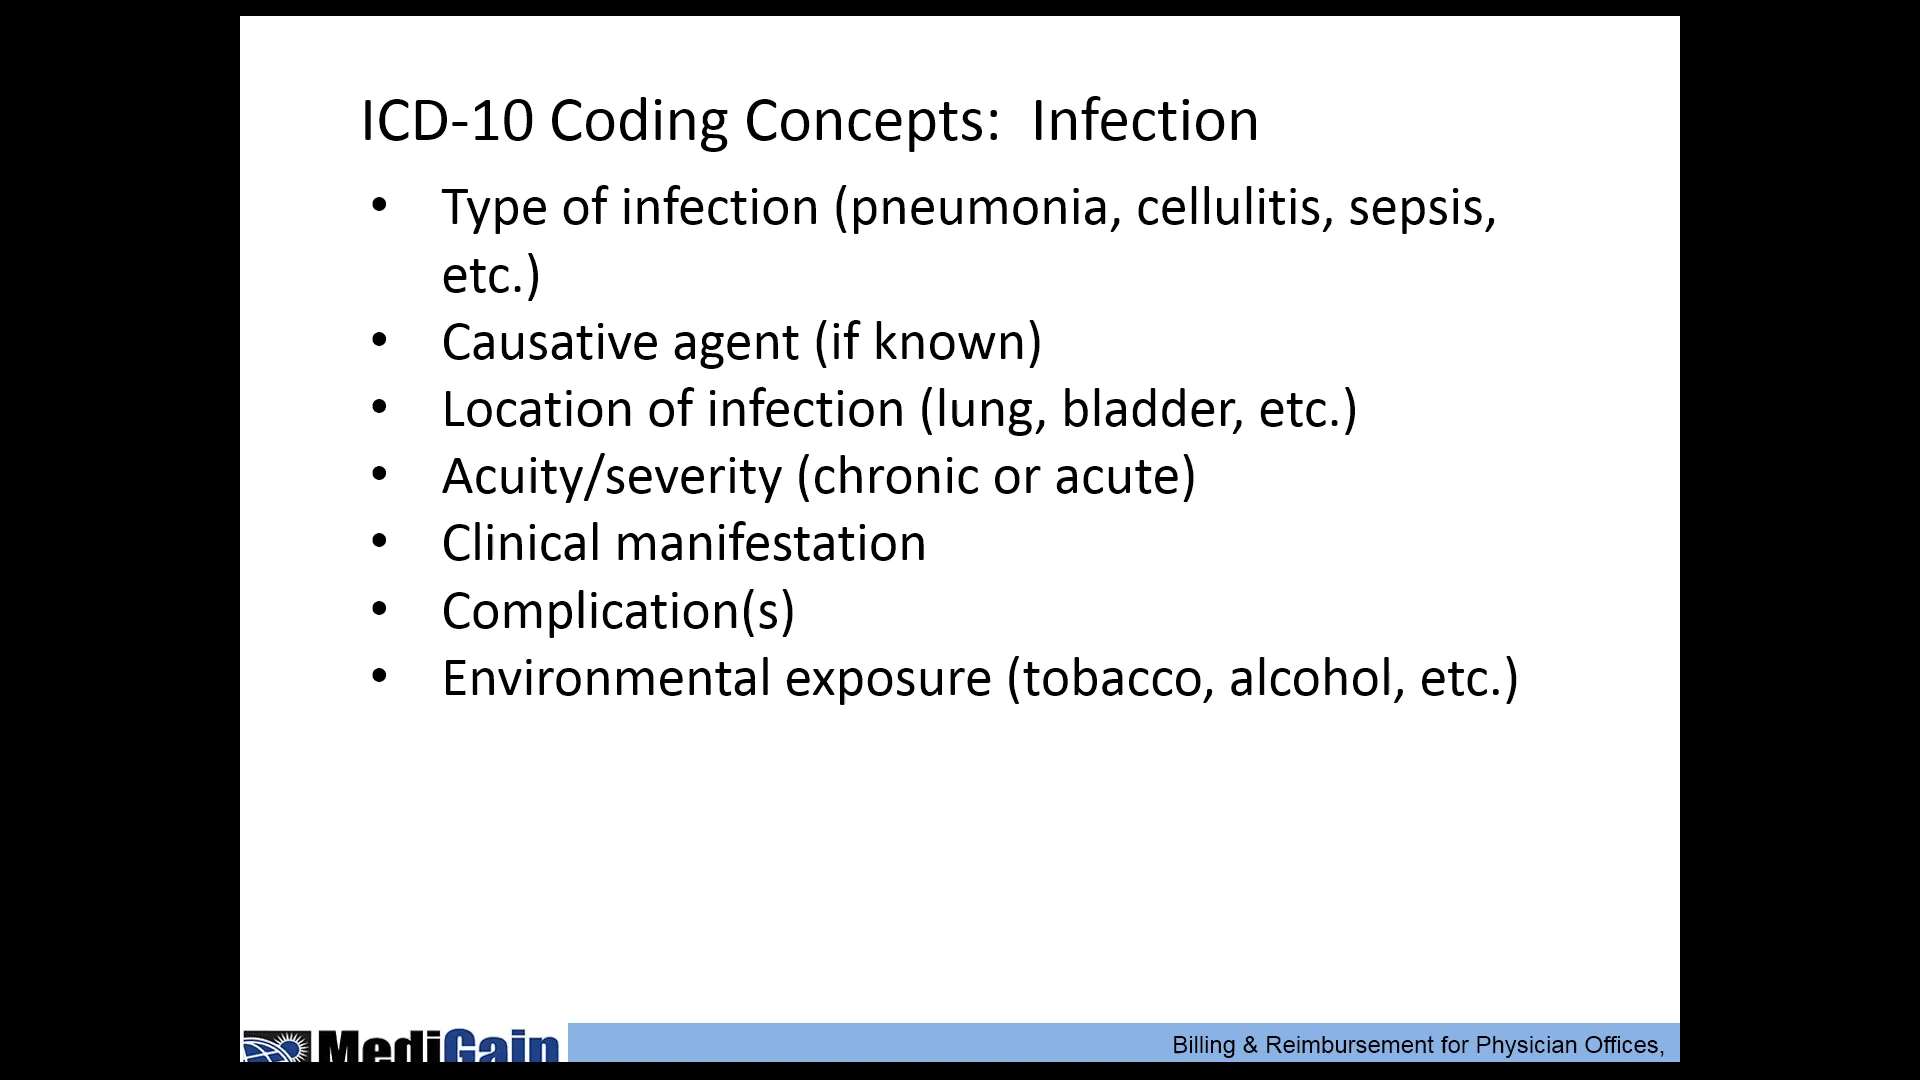 ICD-10 Coding Concepts:  Infection
• Type of infection (pneumonia, cellulitis, sepsis,
etc.)
• Causative agent (if known)
• Location of infection (lung, bladder, etc.)
• Acuity/severity (chronic or acute)
• Clinical manifestation
• Complication(s)
• Environmental exposure (tobacco, alcohol, etc.)
MediGain
Billing & Reimbursement for Physician Offices,